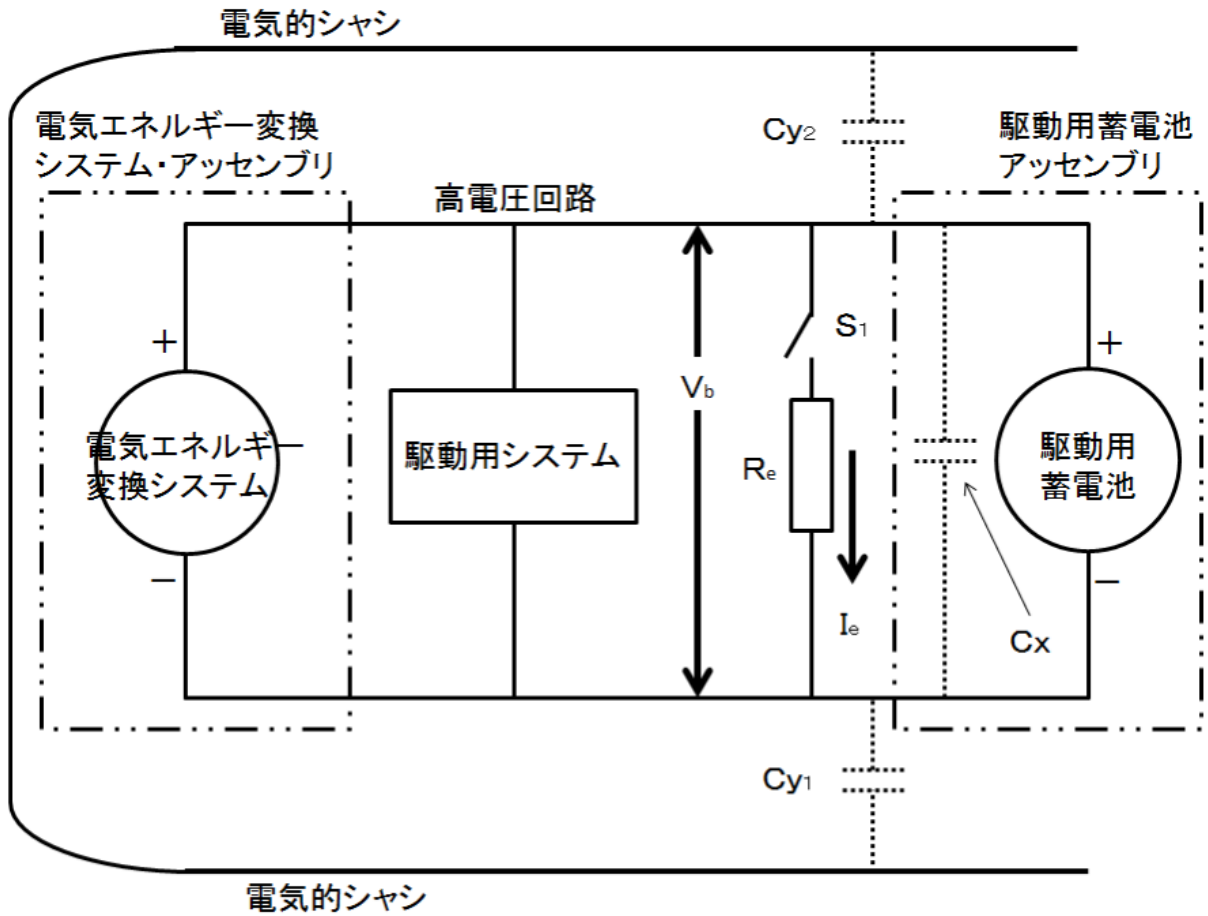 電気的シャシ
電気エネルギー変換
システム・アッセンブリ
Cy2
駆動用蓄電池
アッセンブリ
高電圧回路
+
S1
+
Vb
電気エネルギー
変換システム
駆動用システム
Re
駆動用
蓄電池
−
−
Ie
Cx
Cy1
電気的シャシ